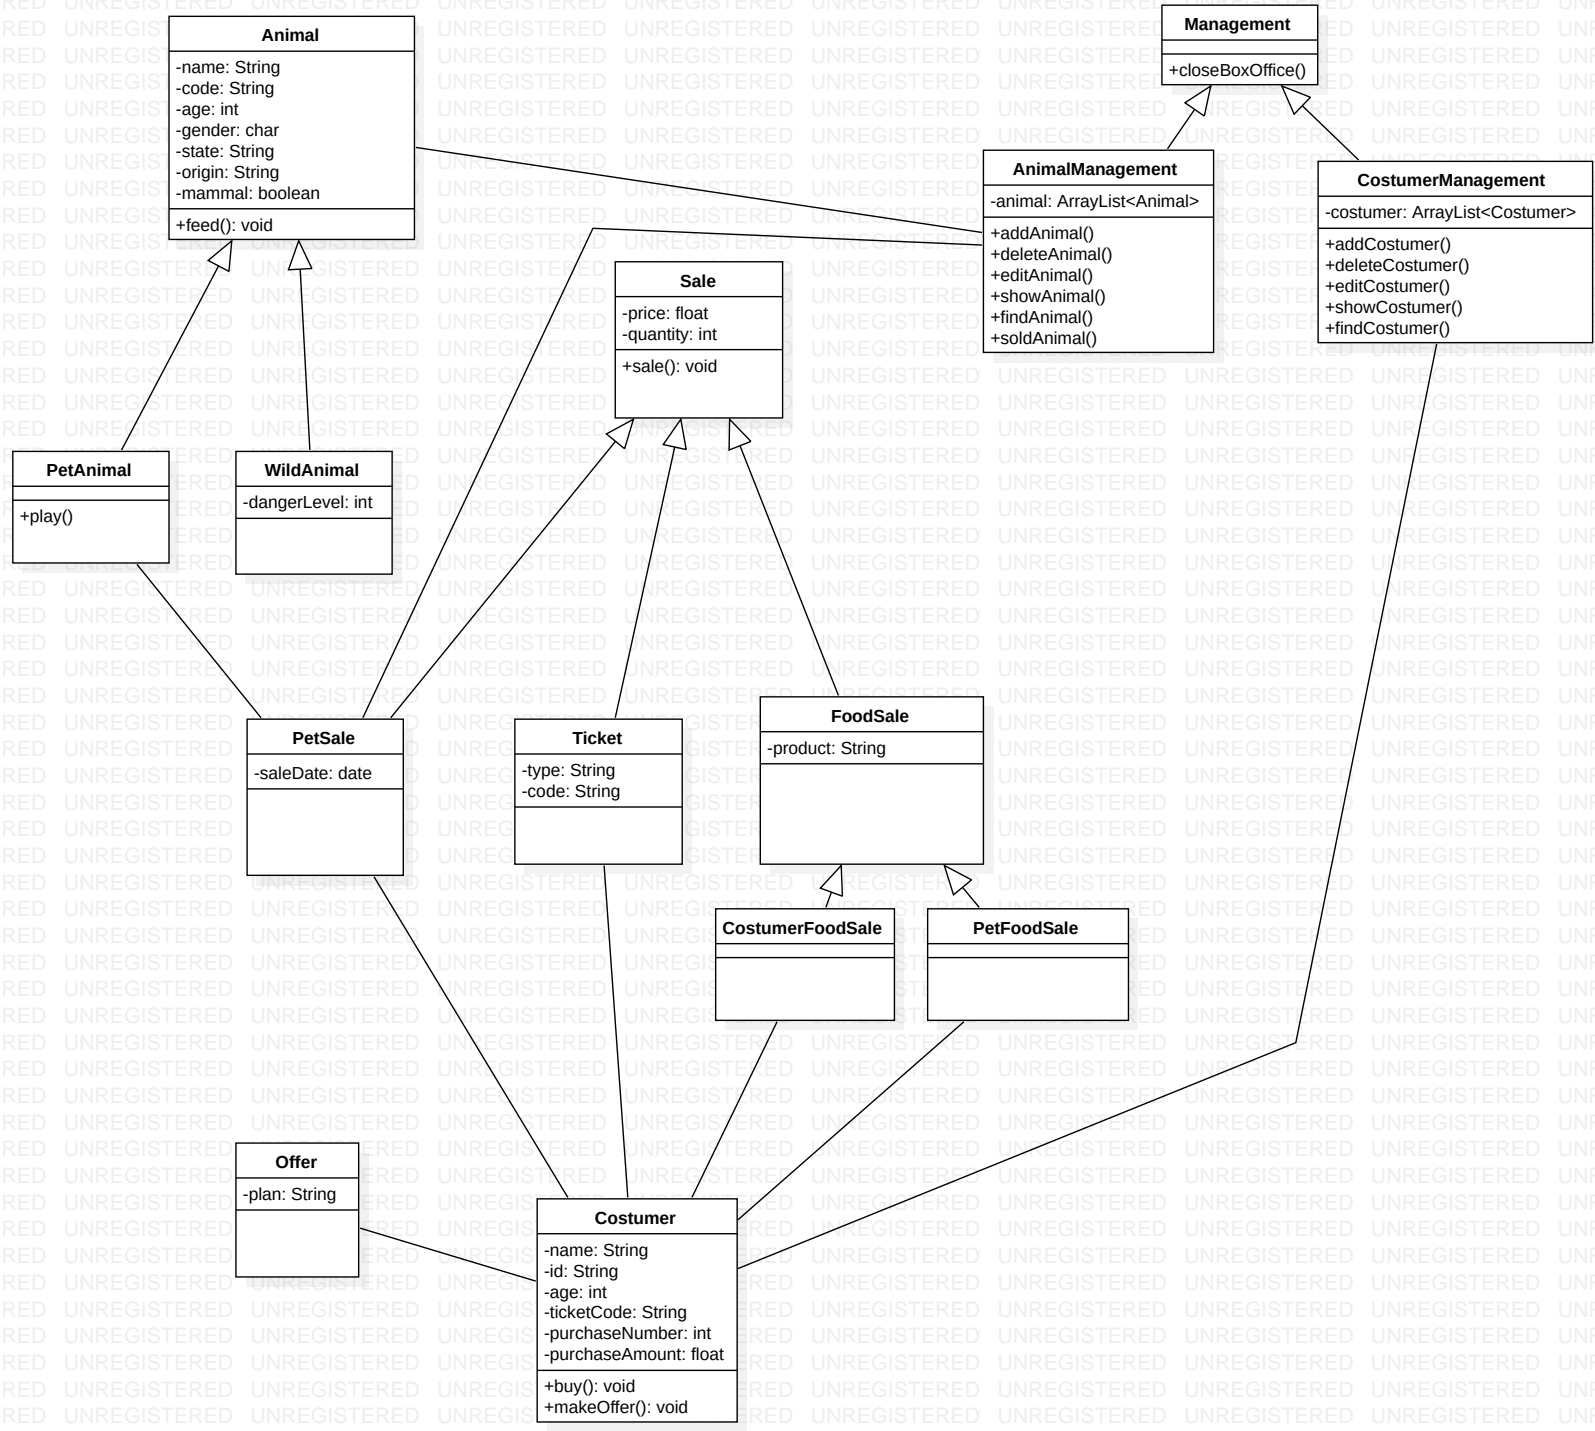 Animal
-name: String
-code: String
-age: int
-gender: char
-state: String
-origin: String
-mammal: boolean
+feed(): void
Management
+closeBoxOffice()
AnimalManagement
-animal: ArrayList<Animal>
+addAnimal()
+deleteAnimal()
+editAnimal()
+showAnimal()
+findAnimal()
+soldAnimal()
CostumerManagement
-costumer: ArrayList<Costumer>
+addCostumer()
+deleteCostumer()
+editCostumer()
+showCostumer()
+findCostumer()
Sale
-price: float
-quantity: int
+sale(): void
PetAnimal
+play()
WildAnimal
-dangerLevel: int
PetSale
-saleDate: date
Ticket
-type: String
-code: String
FoodSale
-product: String
CostumerFoodSale
PetFoodSale
Offer
-plan: String
Costumer
-name: String
-id: String
-age: int
-ticketCode: String
-purchaseNumber: int
-purchaseAmount: float
+buy(): void
+makeOffer(): void
UNREGISTERED